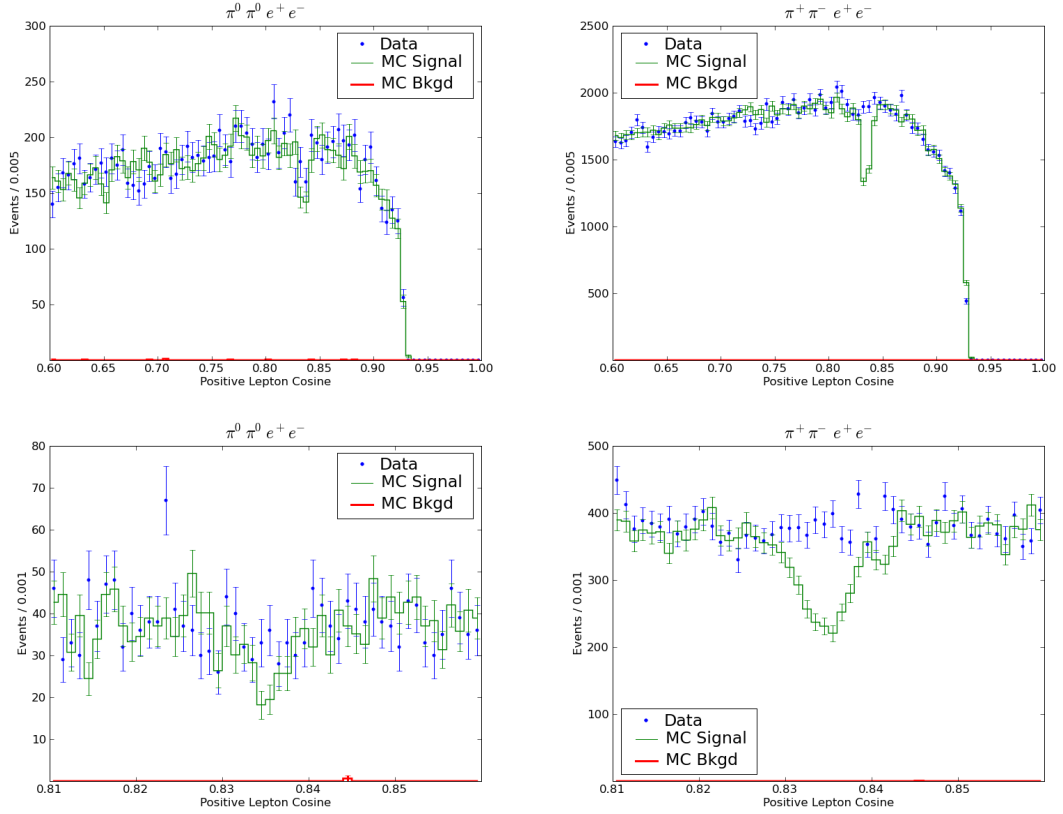 π⁰ π⁰ e⁺ e⁻
300
250
200
150
100
50
Events / 0.005
Data
MC Signal
MC Bkgd
0.60 0.65 0.70 0.75 0.80 0.85 0.90 0.95 1.00
Positive Lepton Cosine
π⁺ π⁻ e⁺ e⁻
2500
2000
1500
1000
500
Events / 0.005
Data
MC Signal
MC Bkgd
0.60 0.65 0.70 0.75 0.80 0.85 0.90 0.95 1.00
Positive Lepton Cosine
π⁰ π⁰ e⁺ e⁻
80
70
60
50
40
30
20
10
Events / 0.001
Data
MC Signal
MC Bkgd
0.81 0.82 0.83 0.84 0.85
Positive Lepton Cosine
π⁺ π⁻ e⁺ e⁻
500
400
300
200
100
Events / 0.001
Data
MC Signal
MC Bkgd
0.81 0.82 0.83 0.84 0.85
Positive Lepton Cosine